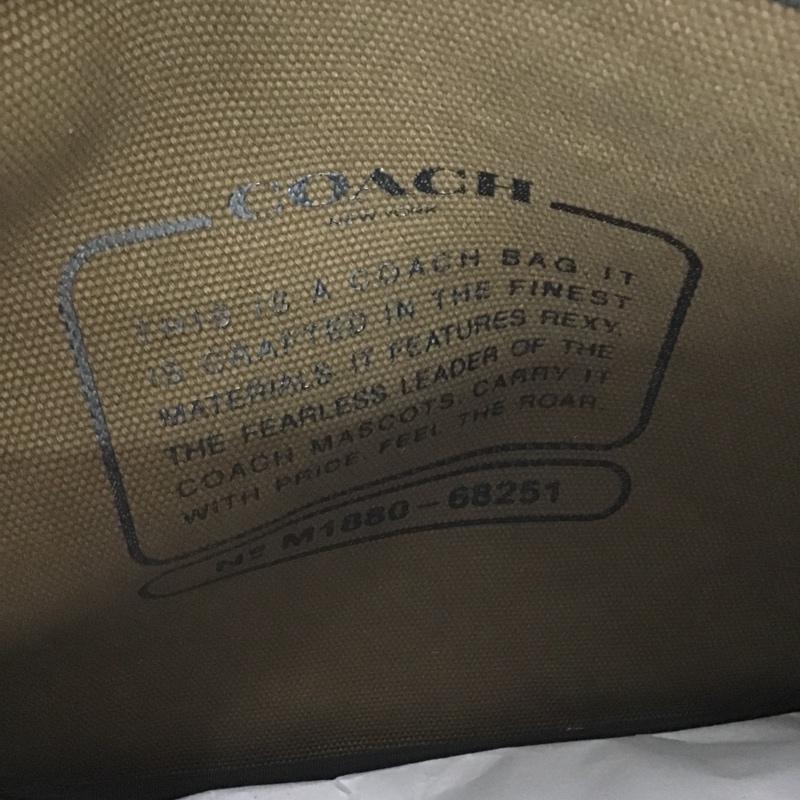 COACH
NEW YORK
THIS IS A COACH BAG. IT
IS CRAFTED IN THE FINEST
MATERIALS. IT FEATURES REXY,
THE FEARLESS LEADER OF THE
COACH MASCOTS. CARRY IT
WITH PRIDE. FEEL THE ROAR.
Nº M1880-68251